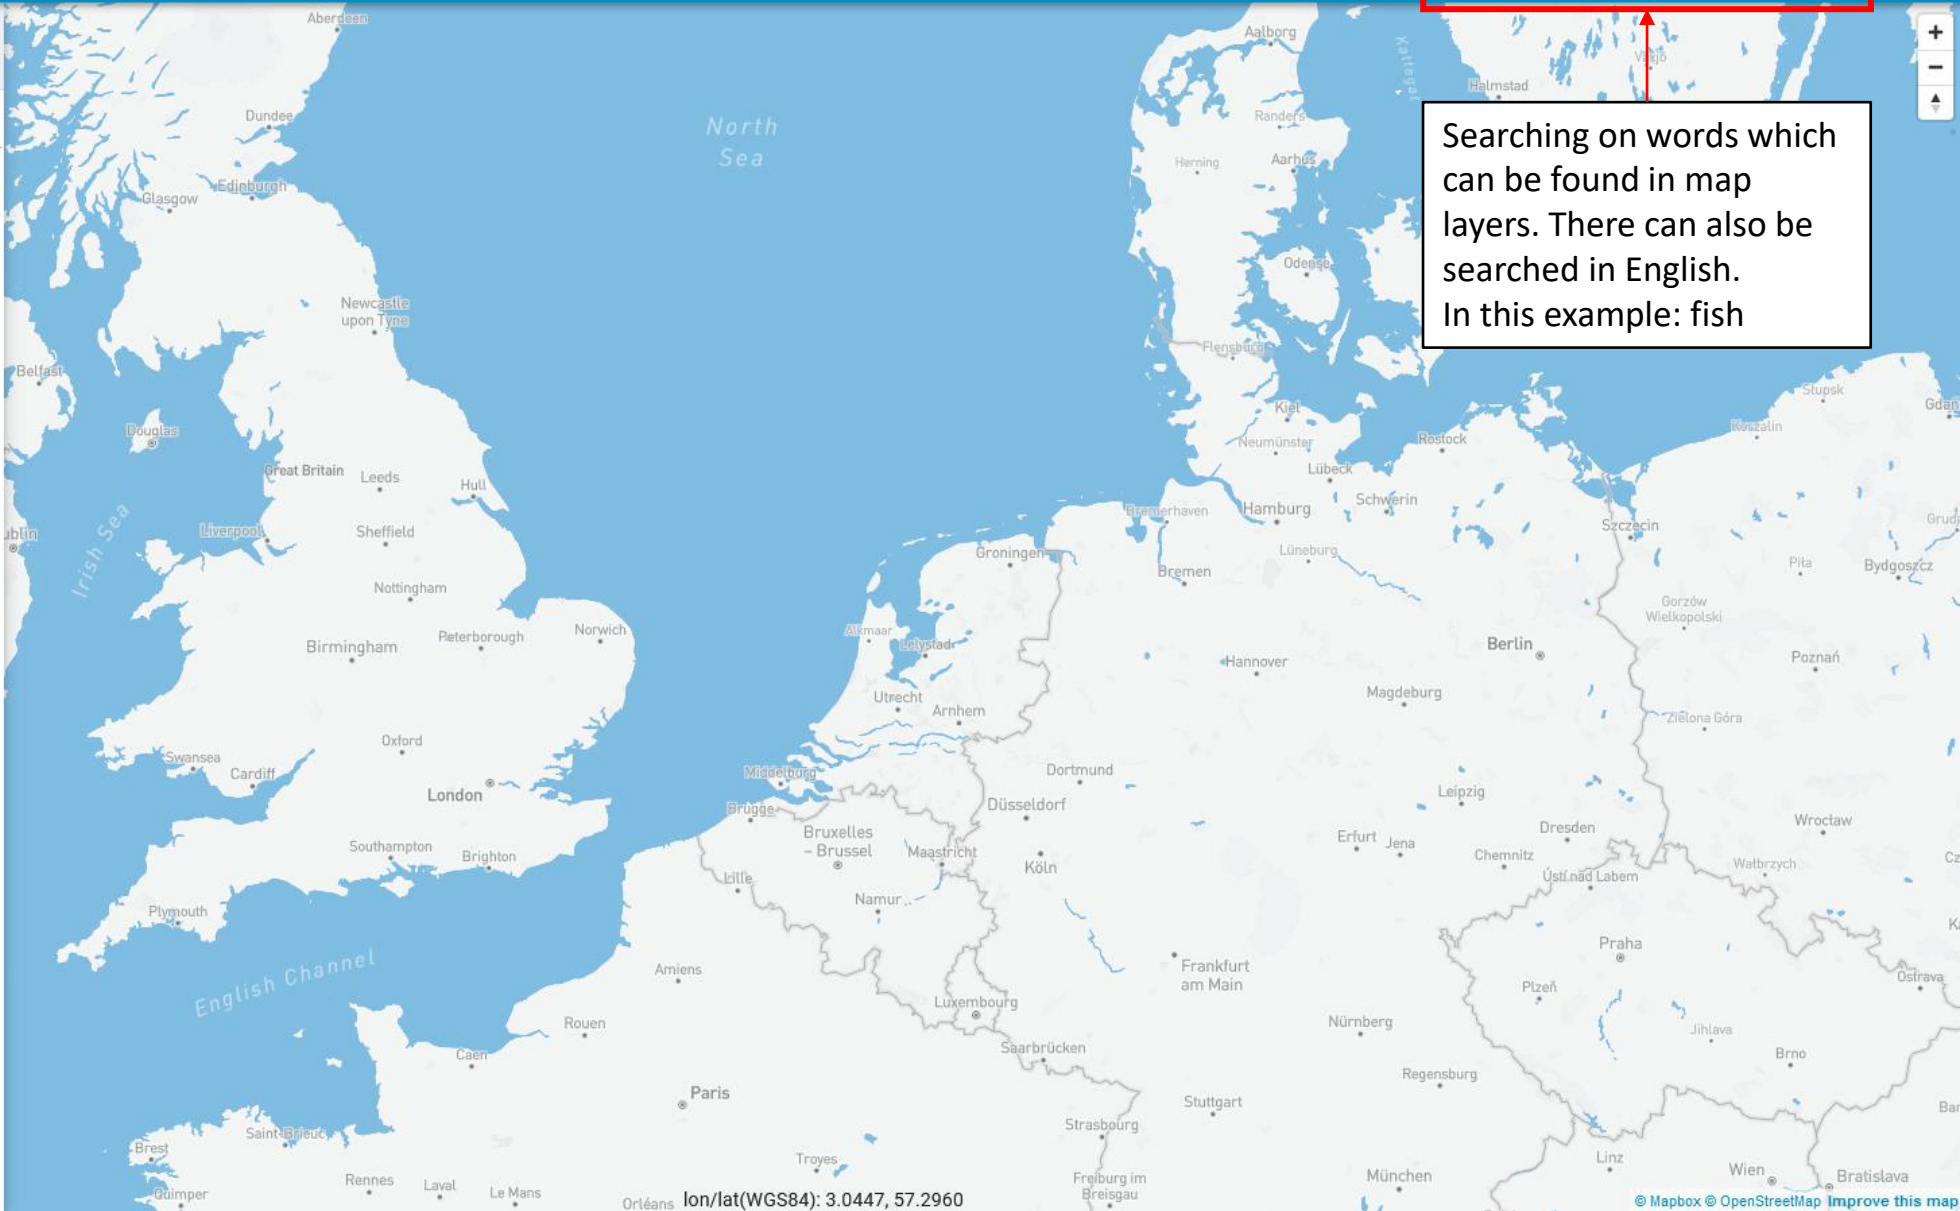 Aberdeen
Aalborg
Kattegat
Växjö
Halmstad
Dundee
North
Sea
Randers
Searching on words which
can be found in map
layers. There can also be
searched in English.
In this example: fish
Herning
Aarhus
Edinburgh
Glasgow
Odense
Newcastle
upon Tyne
Flensburg
Belfast
Słupsk
Kiel
Gdań
Douglas
Neumünster
Rostock
Koszalin
Great Britain
Leeds
Lübeck
Hull
Schwerin
Irish Sea
Bremerhaven
Hamburg
Liverpool
Sheffield
ublin
Szczecin
Grud
Groningen
Lüneburg
Bremen
Piła
Bydgoszcz
Nottingham
Gorzów
Wielkopolski
Alkmaar
Norwich
Peterborough
Birmingham
Lelystad
Berlin
Hannover
Poznań
Utrecht
Magdeburg
Arnhem
Zielona Góra
Oxford
Swansea
Cardiff
Middelburg
Dortmund
London
Leipzig
Düsseldorf
Brugge
Wrocław
Bruxelles
– Brussel
Dresden
Erfurt
Jena
Southampton
Brighton
Maastricht
Chemnitz
Wałbrzych
Cz
Köln
Lille
Ústí nad Labem
Namur
Plymouth
Praha
English Channel
Amiens
Frankfurt
am Main
Ostrava
Plzeň
Luxembourg
Rouen
Nürnberg
Jihlava
Saarbrücken
Caen
Brno
Regensburg
Paris
Stuttgart
Bar
Strasbourg
Saint-Brieuc
Brest
Troyes
Linz
Wien
Rennes
Freiburg im
Breisgau
München
Bratislava
Laval
Le Mans
Quimper
Orléans
lon/lat(WGS84): 3.0447, 57.2960
© Mapbox © OpenStreetMap Improve this map